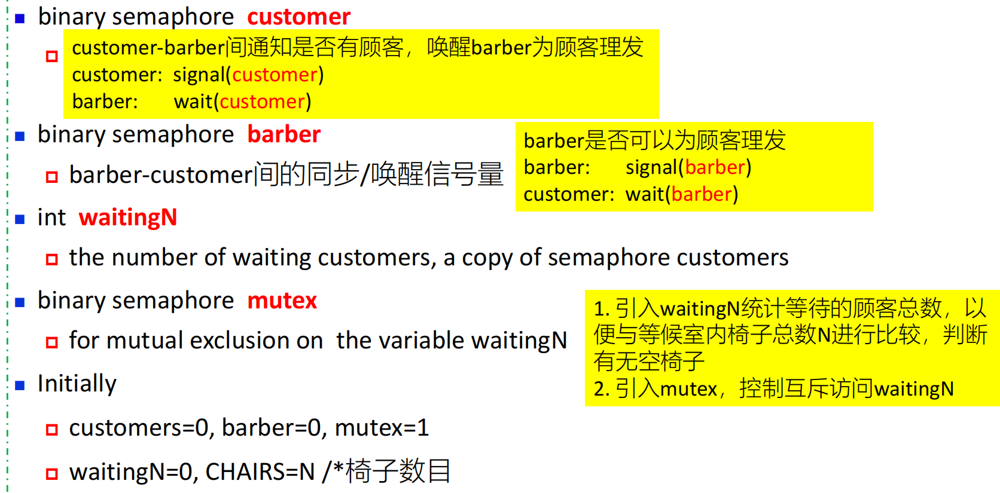 binary semaphore customer
customer-barber间通知是否有顾客，唤醒barber为顾客理发
customer: signal(customer)
barber: wait(customer)
binary semaphore barber
barber-customer间的同步/唤醒信号量
barber是否可以为顾客理发
barber: signal(barber)
customer: wait(barber)
int waitingN
the number of waiting customers, a copy of semaphore customers
binary semaphore mutex
for mutual exclusion on the variable waitingN
1. 引入waitingN统计等待的顾客总数，以
便与等候室内椅子总数N进行比较，判断
有无空椅子
2. 引入mutex，控制互斥访问waitingN
Initially
customers=0, barber=0, mutex=1
waitingN=0, CHAIRS=N /*椅子数目